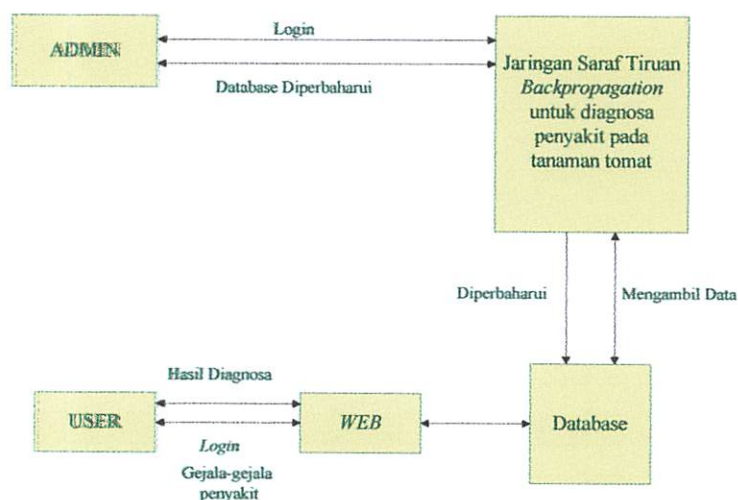 ADMIN
Login
Database Diperbaharui
Jaringan Saraf Tiruan
Backpropagation
untuk diagnosa
penyakit pada
tanaman tomat
Diperbaharui
Mengambil Data
Hasil Diagnosa
USER
WEB
Database
Login
Gejala-gejala
penyakit